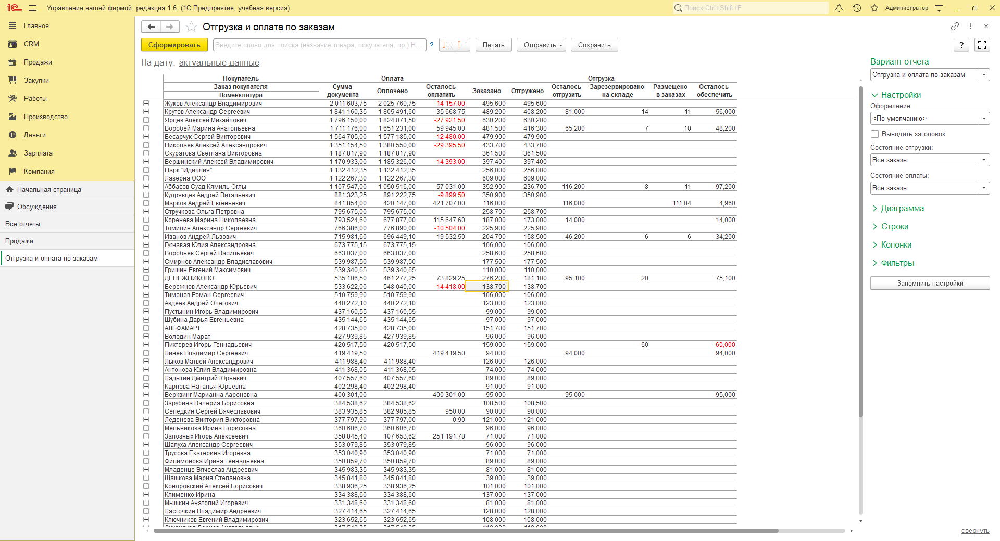 1С Управление нашей фирмой, редакция 1.6 (1С:Предприятие, учебная версия)
Поиск Ctrl+Shift+F
Администратор
Главное
CRM
Продажи
Закупки
Работы
Производство
Деньги
Зарплата
Компания
Начальная страница
Обсуждения
Все отчеты
Продажи
Отгрузка и оплата по заказам
Отгрузка и оплата по заказам
Сформировать
Введите слово для поиска (название товара, покупателя, пр.).Н...
?
Печать
Отправить
Сохранить
?
На дату: актуальные данные
Покупатель Оплата Отгрузка
Заказ покупателя Сумма документа Оплачено Осталось оплатить Заказано Отгружено Осталось отгрузить Зарезервировано на складе Размещено в заказах Осталось обеспечить
Номенклатура
Жуков Александр Владимирович 2 011 603,75 2 025 760,75 -14 157,00 495,600 495,600
Крутов Александр Сергеевич 1 841 160,35 1 805 491,60 35 668,75 489,200 408,200 81,000 14 11 56,000
Ярцев Алексей Михайлович 1 796 150,00 1 824 071,50 -27 921,50 630,200 630,200
Воробей Марина Анатольевна 1 711 176,00 1 651 231,00 59 945,00 481,500 416,300 65,200 7 10 48,200
Бесарчук Сергей Викторович 1 564 705,00 1 577 185,00 -12 480,00 479,900 479,900
Николаев Алексей Александрович 1 351 154,50 1 380 550,00 -29 395,50 433,700 433,700
Скуратова Светлана Викторовна 1 187 817,90 1 187 817,90 361,500 361,500
Вершинский Алексей Владимирович 1 170 933,00 1 185 326,00 -14 393,00 397,400 397,400
Парк "Идиллия" 1 132 412,35 1 132 412,35 256,000 256,000
Лаверна ООО 1 122 267,30 1 122 267,30 609,000 609,000
Аббасов Суад Кямиль Оглы 1 107 547,00 1 050 516,00 57 031,00 352,900 236,700 116,200 8 11 97,200
Кудрявцев Андрей Витальевич 881 323,25 891 222,75 -9 899,50 350,900 350,900
Марков Андрей Евгеньевич 841 854,00 420 147,00 421 707,00 116,000 116,000 111,04 4,960
Стручкова Ольга Петровна 795 675,00 795 675,00 258,700 258,700
Коренева Марина Николаевна 793 524,60 677 877,00 115 647,60 187,000 173,000 14,000 14,000
Томилин Александр Сергеевич 766 386,00 776 890,00 -10 504,00 225,900 225,900
Иванов Андрей Львович 715 981,60 696 449,10 19 532,50 204,700 158,500 46,200 6 6 34,200
Гугнавая Юлия Александровна 673 775,15 673 775,15 106,000 106,000
Воробьев Сергей Васильевич 663 037,00 663 037,00 258,600 258,600
Смирнов Александр Владиславович 539 987,50 539 987,50 177,500 177,500
Гришин Евгений Максимович 539 340,65 539 340,65 110,000 110,000
ДЕНЕЖНИКОВО 535 106,50 461 277,25 73 829,25 276,200 181,100 95,100 20 75,100
Бережнов Александр Юрьевич 533 622,00 548 040,00 -14 418,00 138,700 138,700
Тимонов Роман Сергеевич 510 759,90 510 759,90 106,000 106,000
Авдеев Андрей Олегович 440 272,10 440 272,10 123,000 123,000
Пустынин Игорь Владимирович 437 160,55 437 160,55 99,000 99,000
Шубина Дарья Евгеньевна 435 144,65 435 144,65 97,000 97,000
АЛЬФАМАРТ 428 735,00 428 735,00 151,700 151,700
Володин Марат 427 939,85 427 939,85 96,000 96,000
Пихтерев Игорь Геннадьевич 420 517,50 420 517,50 159,000 159,000 60 -60,000
Линёв Владимир Сергеевич 419 419,50 419 419,50 94,000 94,000 94,000
Лыков Матвей Александрович 411 988,40 411 988,40 126,000 126,000
Антонова Юлия Владимировна 411 368,05 411 368,05 74,000 74,000
Ладыгин Дмитрий Юрьевич 407 557,60 407 557,60 89,000 89,000
Карпова Наталья Юрьевна 402 298,40 402 298,40 91,000 91,000
Верквинг Марианна Аароновна 400 301,00 400 301,00 95,000 95,000 95,000
Зарубина Валерия Борисовна 384 538,62 384 538,62 108,500 108,500
Селедкин Сергей Вячеславович 383 935,85 382 985,85 950,00 90,000 90,000
Леденева Виктория Викторовна 377 797,90 377 797,00 0,90 121,000 121,000
Мельникова Ирина Борисовна 360 606,70 360 606,70 96,000 96,000
Залозных Игорь Алексеевич 358 845,40 107 653,62 251 191,78 71,000 71,000
Шалуха Александр Сергеевич 353 079,85 353 079,85 96,000 96,000
Трусова Екатерина Игоревна 353 040,90 353 040,90 71,000 71,000
Филимонова Ирина Геннадьевна 350 859,70 350 859,70 89,000 89,000
Младенце Вячеслав Андреевич 345 983,35 345 983,35 81,000 81,000
Шашкова Мария Степановна 345 841,80 345 841,80 39,000 39,000
Коноровский Алексей Борисович 338 936,25 338 936,25 101,000 101,000
Клименко Ирина 334 388,60 334 388,60 137,000 137,000
Мышкин Анатолий Игоревич 331 348,60 331 348,60 81,000 81,000
Ласточкин Владимир Андреевич 327 414,65 327 414,65 128,000 128,000
Ключников Евгений Владимирович 323 652,65 323 652,65 108,000 108,000
Вариант отчета
Отгрузка и оплата по заказам
Настройки
Оформление:
<По умолчанию>
Выводить заголовок
Состояние отгрузки:
Все заказы
Состояние оплаты:
Все заказы
Диаграмма
Строки
Колонки
Фильтры
Запомнить настройки
свернуть